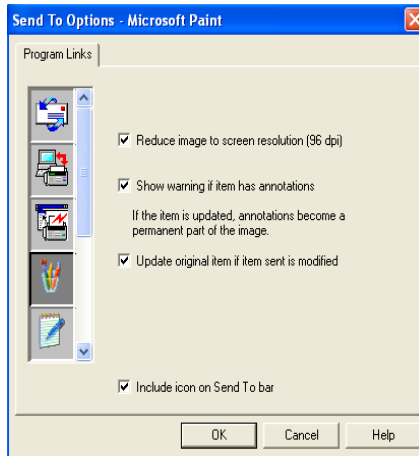 Send To Options - Microsoft Paint
Program Links
Reduce image to screen resolution (96 dpi)
Show warning if item has annotations
If the item is updated, annotations become a
permanent part of the image.
Update original item if item sent is modified
Include icon on Send To bar
OK Cancel Help